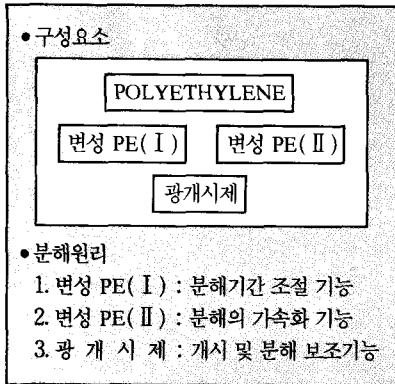 • 구성요소
POLYETHYLENE
변성 PE(Ⅰ) 변성 PE(Ⅱ)
광개시제
• 분해원리
1. 변성 PE(Ⅰ) : 분해기간 조절 기능
2. 변성 PE(Ⅱ) : 분해의 가속화 기능
3. 광 개 시 제 : 개시 및 분해 보조기능